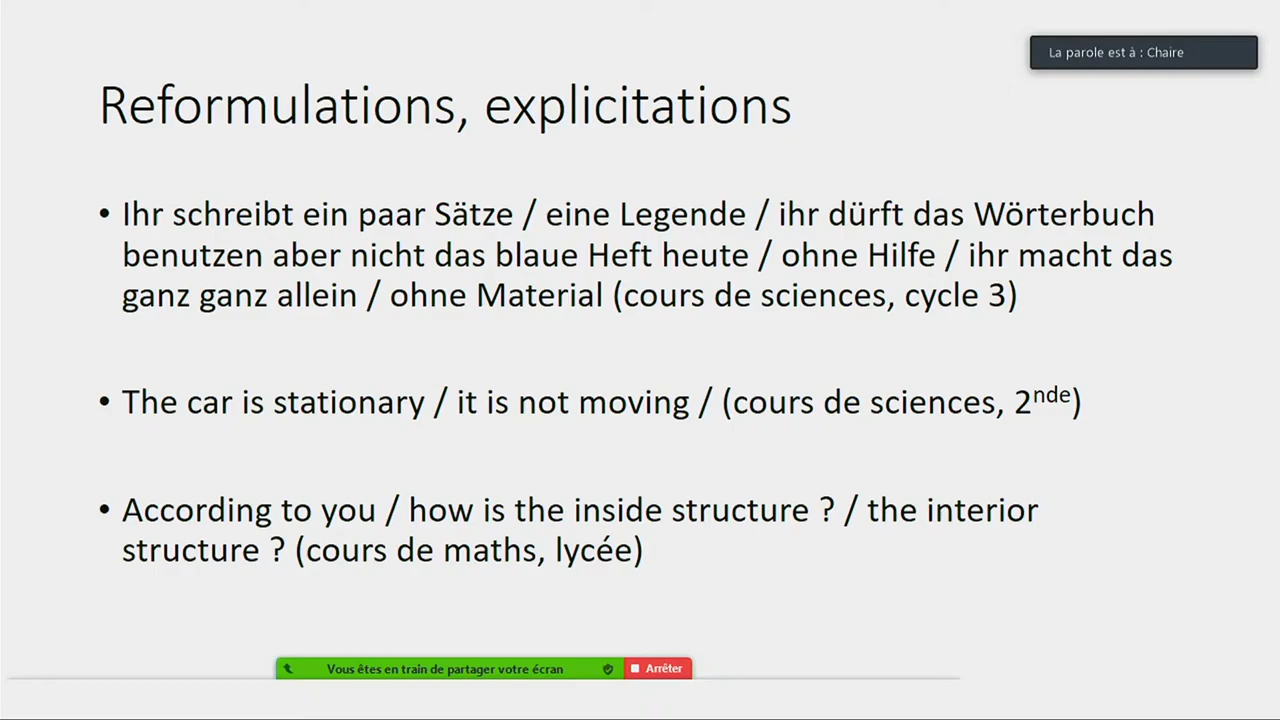 La parole est à : Chaire
Reformulations, explicitations
• Ihr schreibt ein paar Sätze / eine Legende / ihr dürft das Wörterbuch
benutzen aber nicht das blaue Heft heute / ohne Hilfe / ihr macht das
ganz ganz allein / ohne Material (cours de sciences, cycle 3)
• The car is stationary / it is not moving / (cours de sciences, 2nde)
• According to you / how is the inside structure ? / the interior
structure ? (cours de maths, lycée)
Vous êtes en train de partager votre écran Arrêter